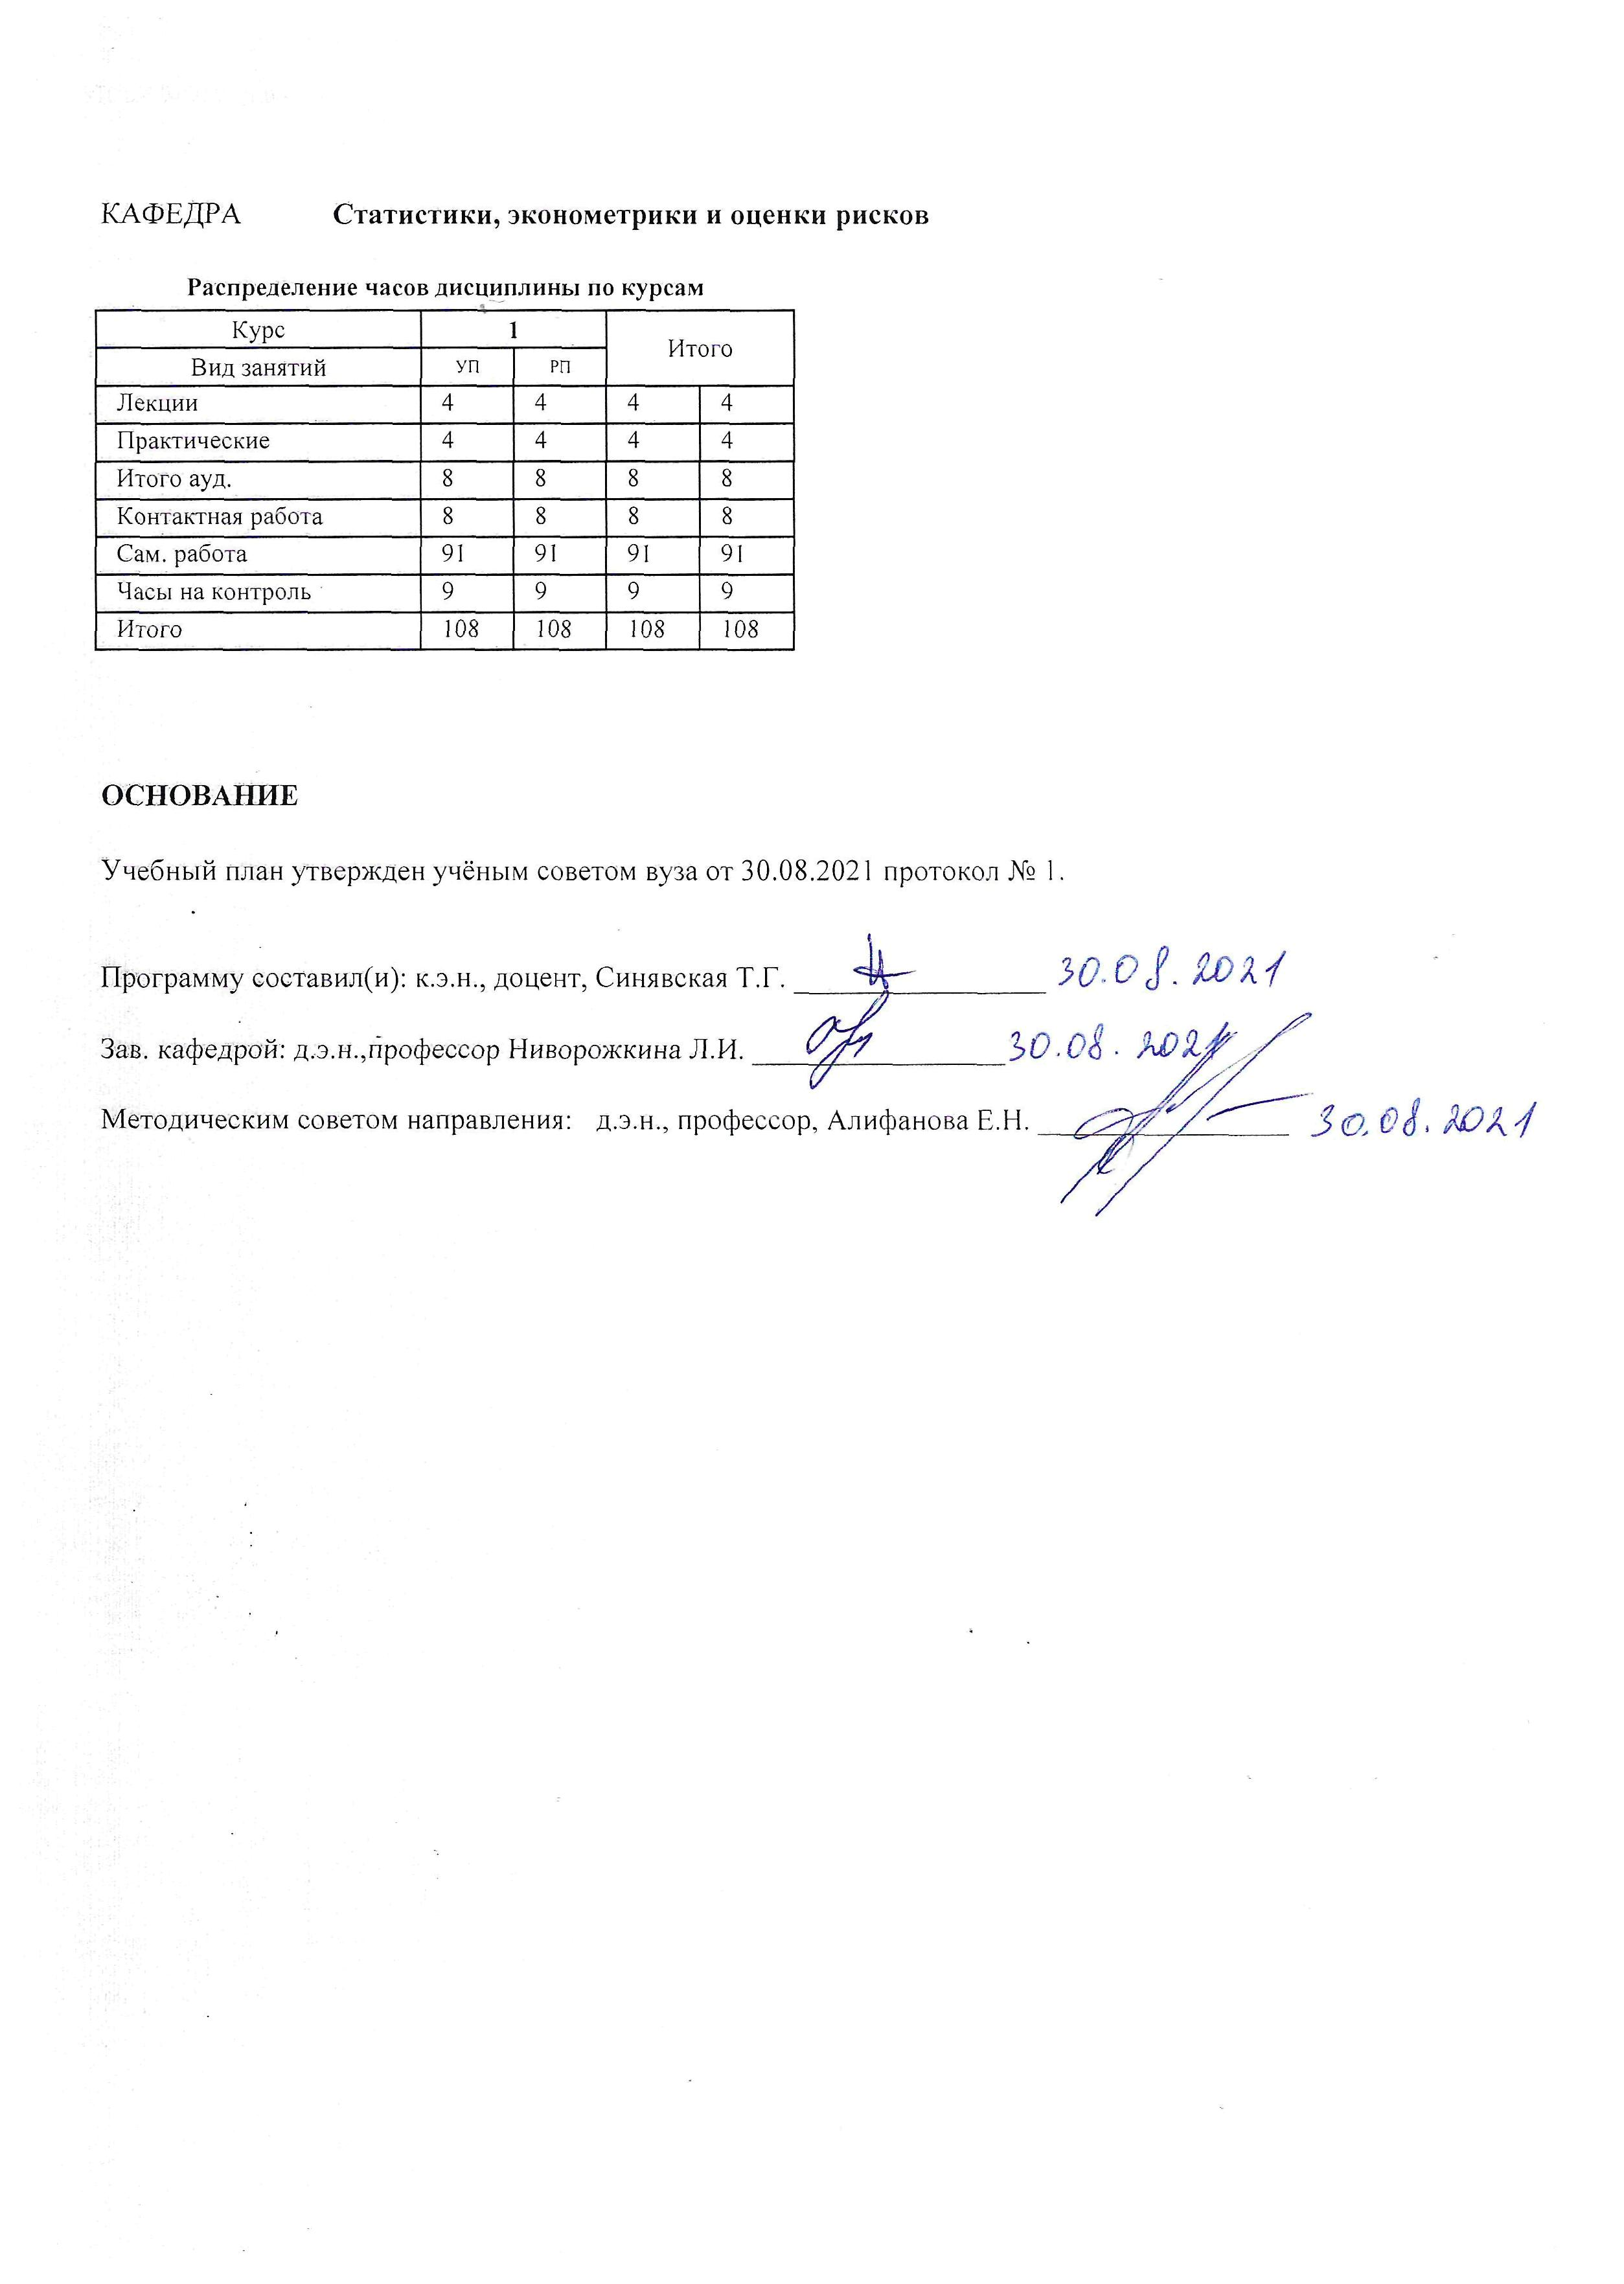 КАФЕДРА Статистики, эконометрики и оценки рисков
Распределение часов дисциплины по курсам
Курс 1 Итого
Вид занятий УП РП
Лекции 4 4 4 4
Практические 4 4 4 4
Итого ауд. 8 8 8 8
Контактная работа 8 8 8 8
Сам. работа 91 91 91 91
Часы на контроль 9 9 9 9
Итого 108 108 108 108
ОСНОВАНИЕ
Учебный план утвержден учёным советом вуза от 30.08.2021 протокол № 1.
Программу составил(и): к.э.н., доцент, Синявская Т.Г. 30.08.2021
Зав. кафедрой: д.э.н.,профессор Ниворожкина Л.И. 30.08.2021
Методическим советом направления: д.э.н., профессор, Алифанова Е.Н. 30.08.2021